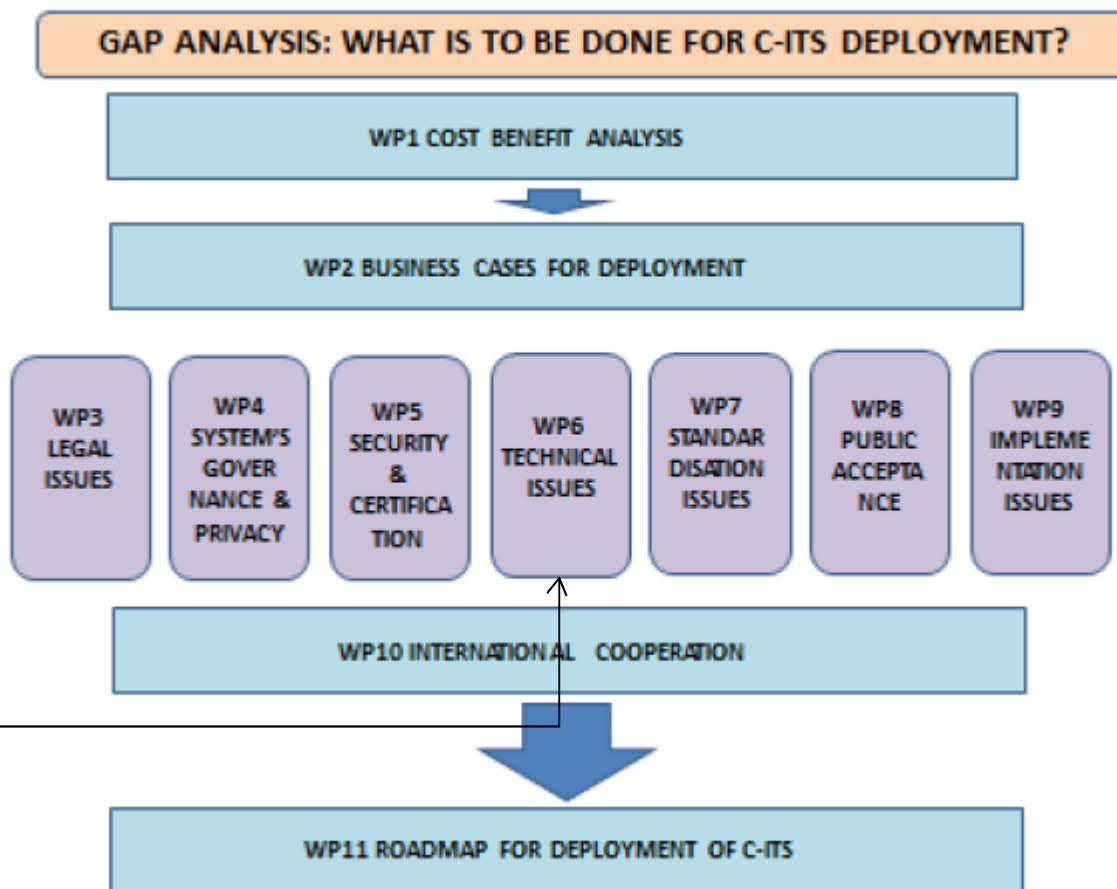 GAP ANALYSIS: WHAT IS TO BE DONE FOR C-ITS DEPLOYMENT?
WP1 COST BENEFIT ANALYSIS
WP2 BUSINESS CASES FOR DEPLOYMENT
WP3
LEGAL
ISSUES
WP4
SYSTEM'S
GOVER
NANCE &
PRIVACY
WP5
SECURITY
&
CERTIFICA
TION
WP6
TECHNICAL
ISSUES
WP7
STANDAR
DISATION
ISSUES
WP8
PUBLIC
ACCEPTA
NCE
WP9
IMPLEME
NTATION
ISSUES
WP10 INTERNATIONAL COOPERATION
WP11 ROADMAP FOR DEPLOYMENT OF C-ITS